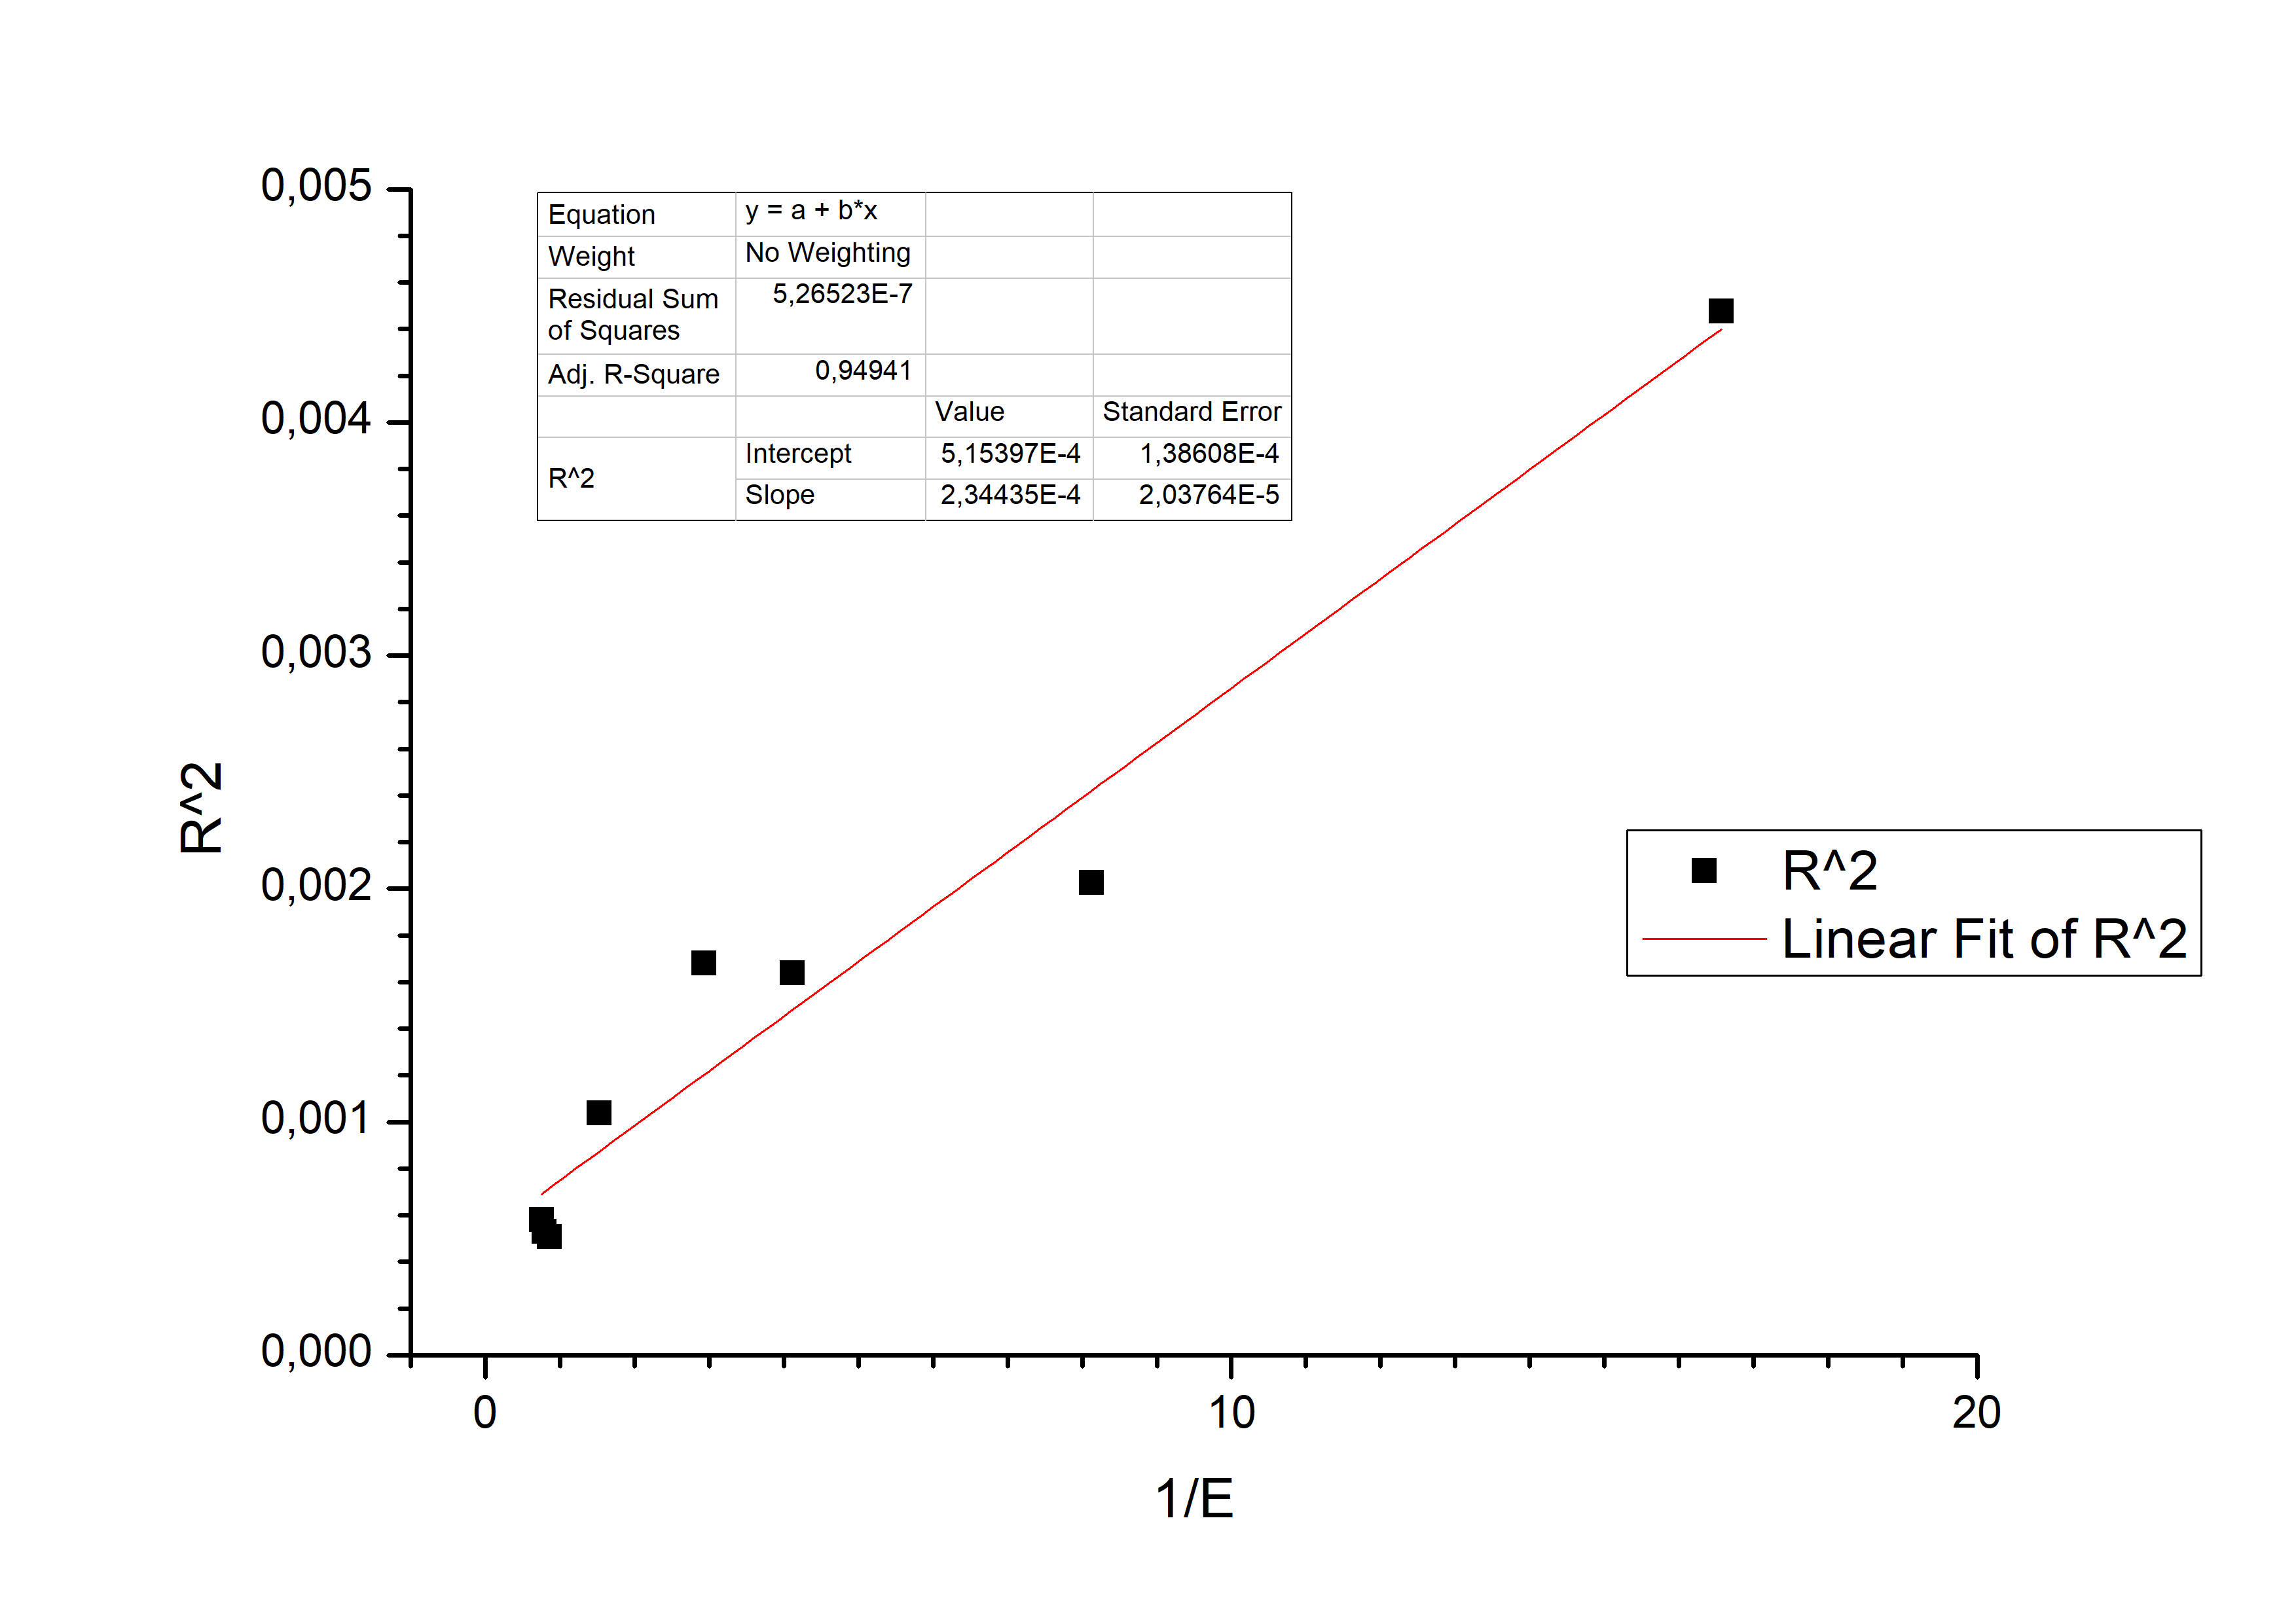 0,005
0,004
0,003
0,002
0,001
0,000
R^2
Equation y = a + b*x
Weight No Weighting
Residual Sum of Squares 5,26523E-7
Adj. R-Square 0,94941
Value Standard Error
R^2 Intercept 5,15397E-4 1,38608E-4
Slope 2,34435E-4 2,03764E-5
R^2
Linear Fit of R^2
0 10 20
1/E